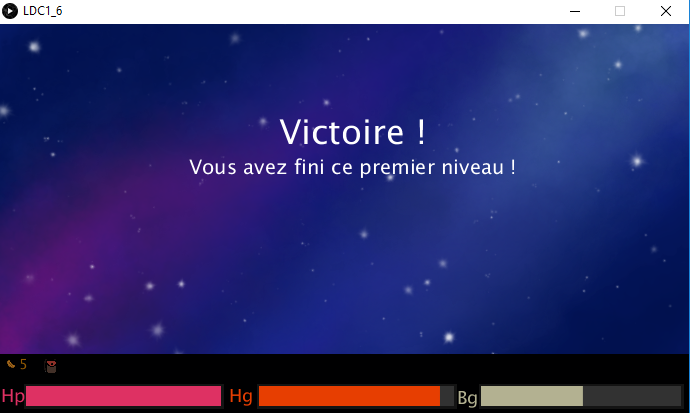 LDC1_6
Victoire !
Vous avez fini ce premier niveau !
5
Hp Hg Bg